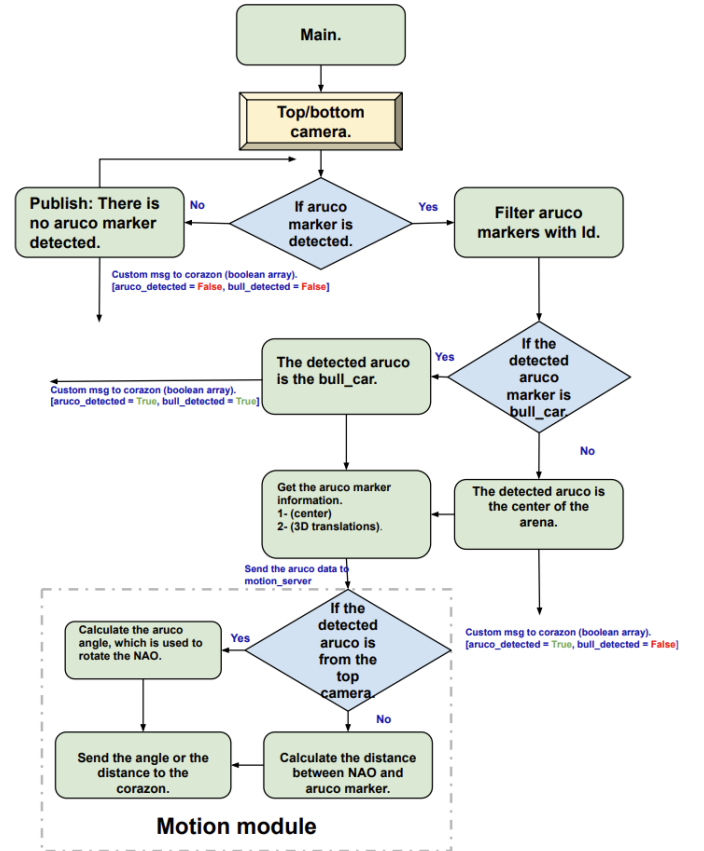 Main.
Top/bottom
camera.
Publish: There is
no aruco marker
detected.
No
If aruco
marker is
detected.
Yes
Filter aruco
markers with Id.
Custom msg to corazon (boolean array).
[aruco_detected = False, bull_detected = False]
The detected aruco
is the bull_car.
Yes
If the
detected
aruco
marker is
bull_car.
Custom msg to corazon (boolean array).
[aruco_detected = True, bull_detected = True]
No
Get the aruco marker
information.
1- (center)
2- (3D translations).
The detected aruco is
the center of the
arena.
Send the aruco data to
motion_server
Custom msg to corazon (boolean array).
[aruco_detected = True, bull_detected = False]
Calculate the aruco
angle, which is used to
rotate the NAO.
Yes
If the
detected
aruco is
from the
top
camera.
No
Send the angle or the
distance to the
corazon.
Calculate the distance
between NAO and
aruco marker.
Motion module